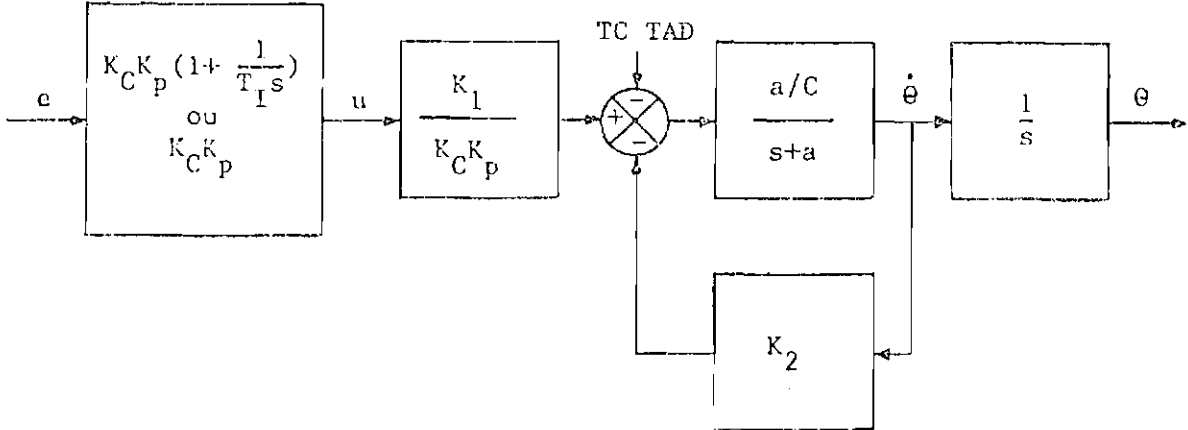 e
K_C K_p (1+ 1/(T_I s))
ou
K_C K_p
u
K_1
K_C K_p
TC TAD
+
−
−
a/C
s+a
θ̇
1
s
θ
K_2